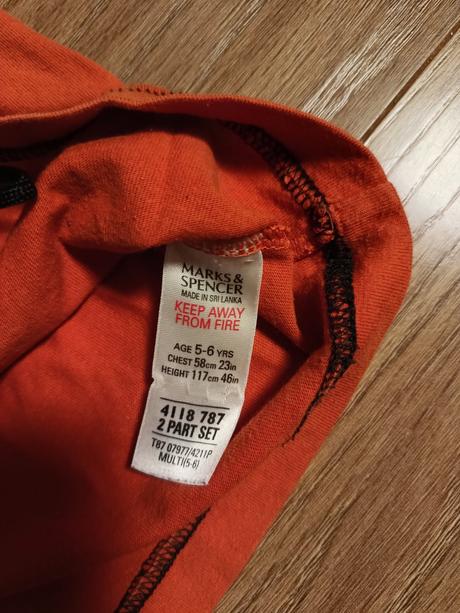 MARKS &
SPENCER
MADE IN SRI LANKA
KEEP AWAY
FROM FIRE
AGE 5-6 YRS
CHEST 58cm 23in
HEIGHT 117cm 46in
4118 787
2 PART SET
T87 07977/4211P
MULTI(5-6)